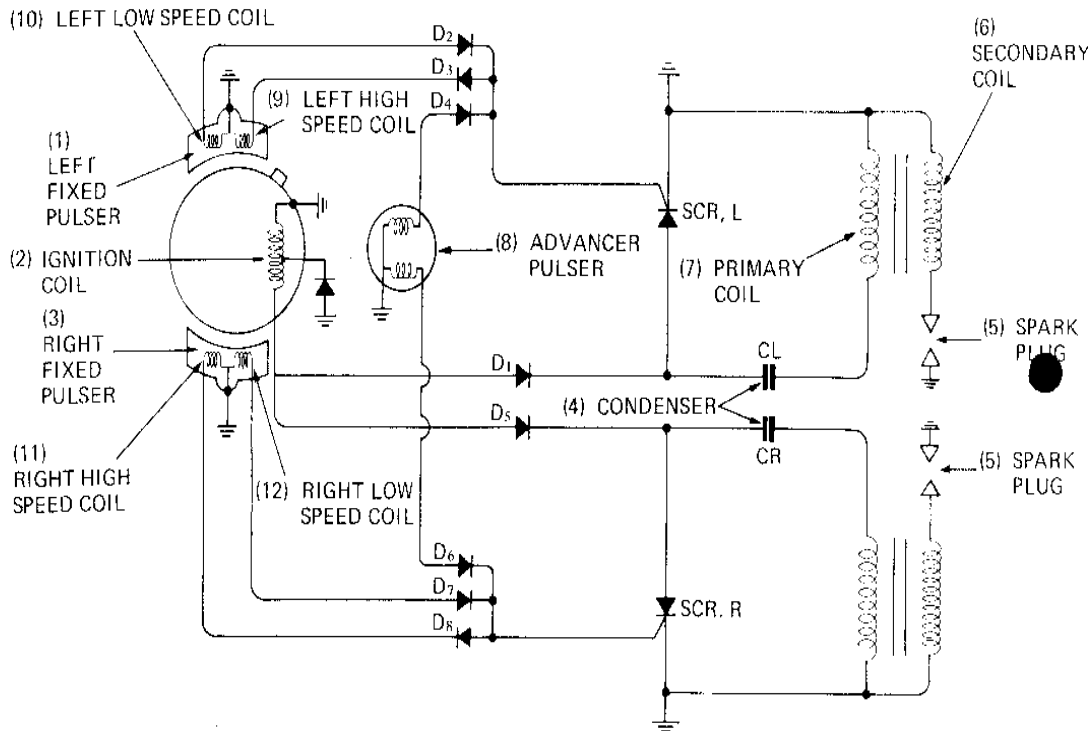 (10) LEFT LOW SPEED COIL
D2
D3
D4
(9) LEFT HIGH
SPEED COIL
(1)
LEFT
FIXED
PULSER
(2) IGNITION
COIL
(3)
RIGHT
FIXED
PULSER
(11)
RIGHT HIGH
SPEED COIL
(12) RIGHT LOW
SPEED COIL
(8) ADVANCER
PULSER
SCR, L
(7) PRIMARY
COIL
(6)
SECONDARY
COIL
(5) SPARK
PLUG
D1
CL
(4) CONDENSER
D5
CR
(5) SPARK
PLUG
D6
D7
D8
SCR. R